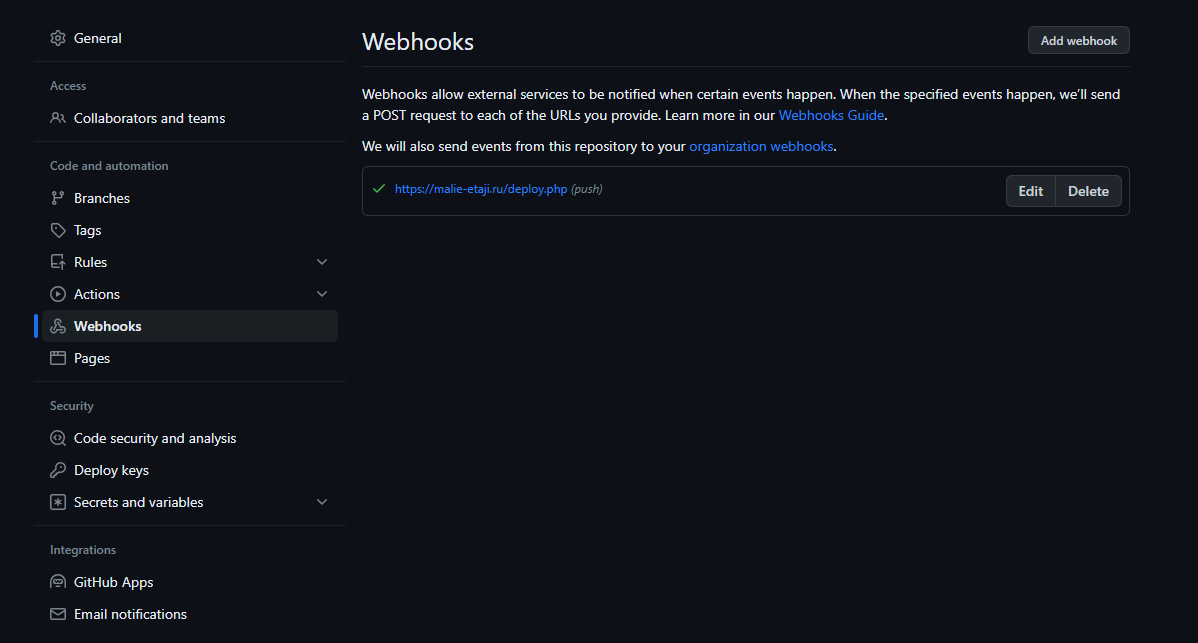 General
Access
Collaborators and teams
Code and automation
Branches
Tags
Rules
Actions
Webhooks
Pages
Security
Code security and analysis
Deploy keys
Secrets and variables
Integrations
GitHub Apps
Email notifications
Webhooks
Add webhook
Webhooks allow external services to be notified when certain events happen. When the specified events happen, we’ll send
a POST request to each of the URLs you provide. Learn more in our Webhooks Guide.
We will also send events from this repository to your organization webhooks.
https://malie-etaji.ru/deploy.php (push)
Edit
Delete